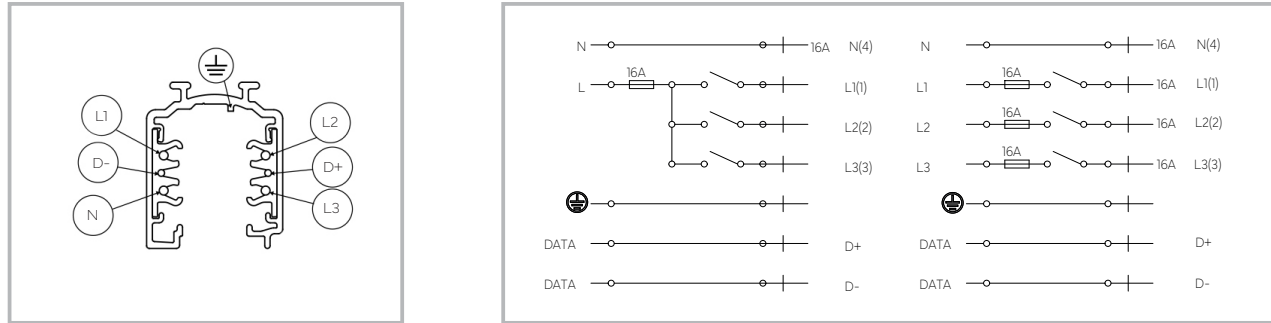 L1
L2
D-
D+
N
L3
N 16A N(4) N 16A N(4)
L 16A L1(1) L1 16A 16A L1(1)
L2(2) L2 16A 16A L2(2)
L3(3) L3 16A 16A L3(3)
DATA D+ DATA D+
DATA D- DATA D-